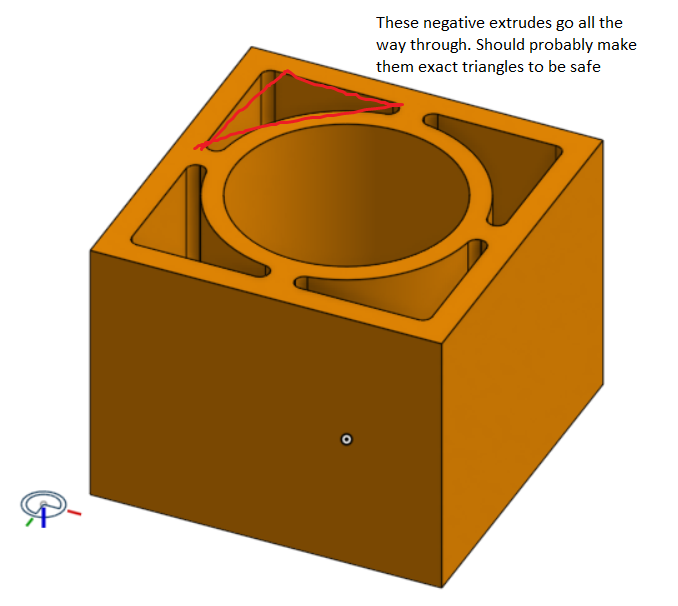 These negative extrudes go all the
way through. Should probably make
them exact triangles to be safe